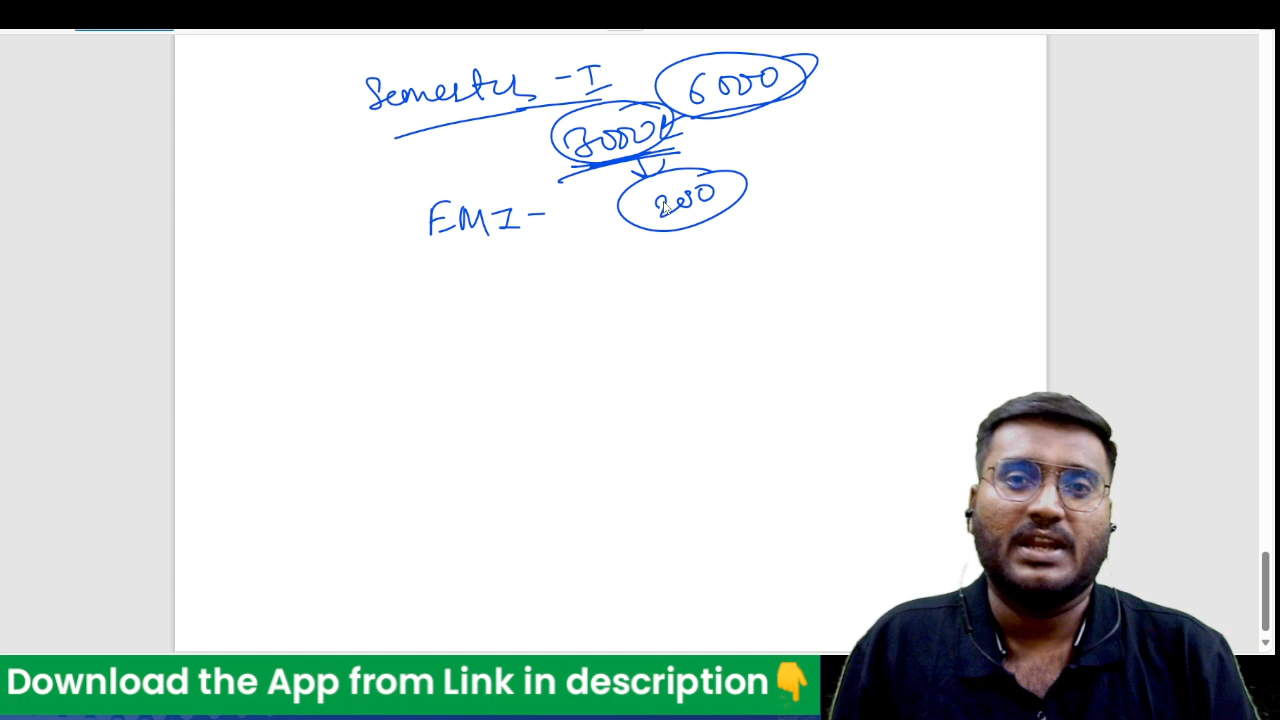 Semester - I 6000
3000
EMI - 200
Download the App from Link in description👇